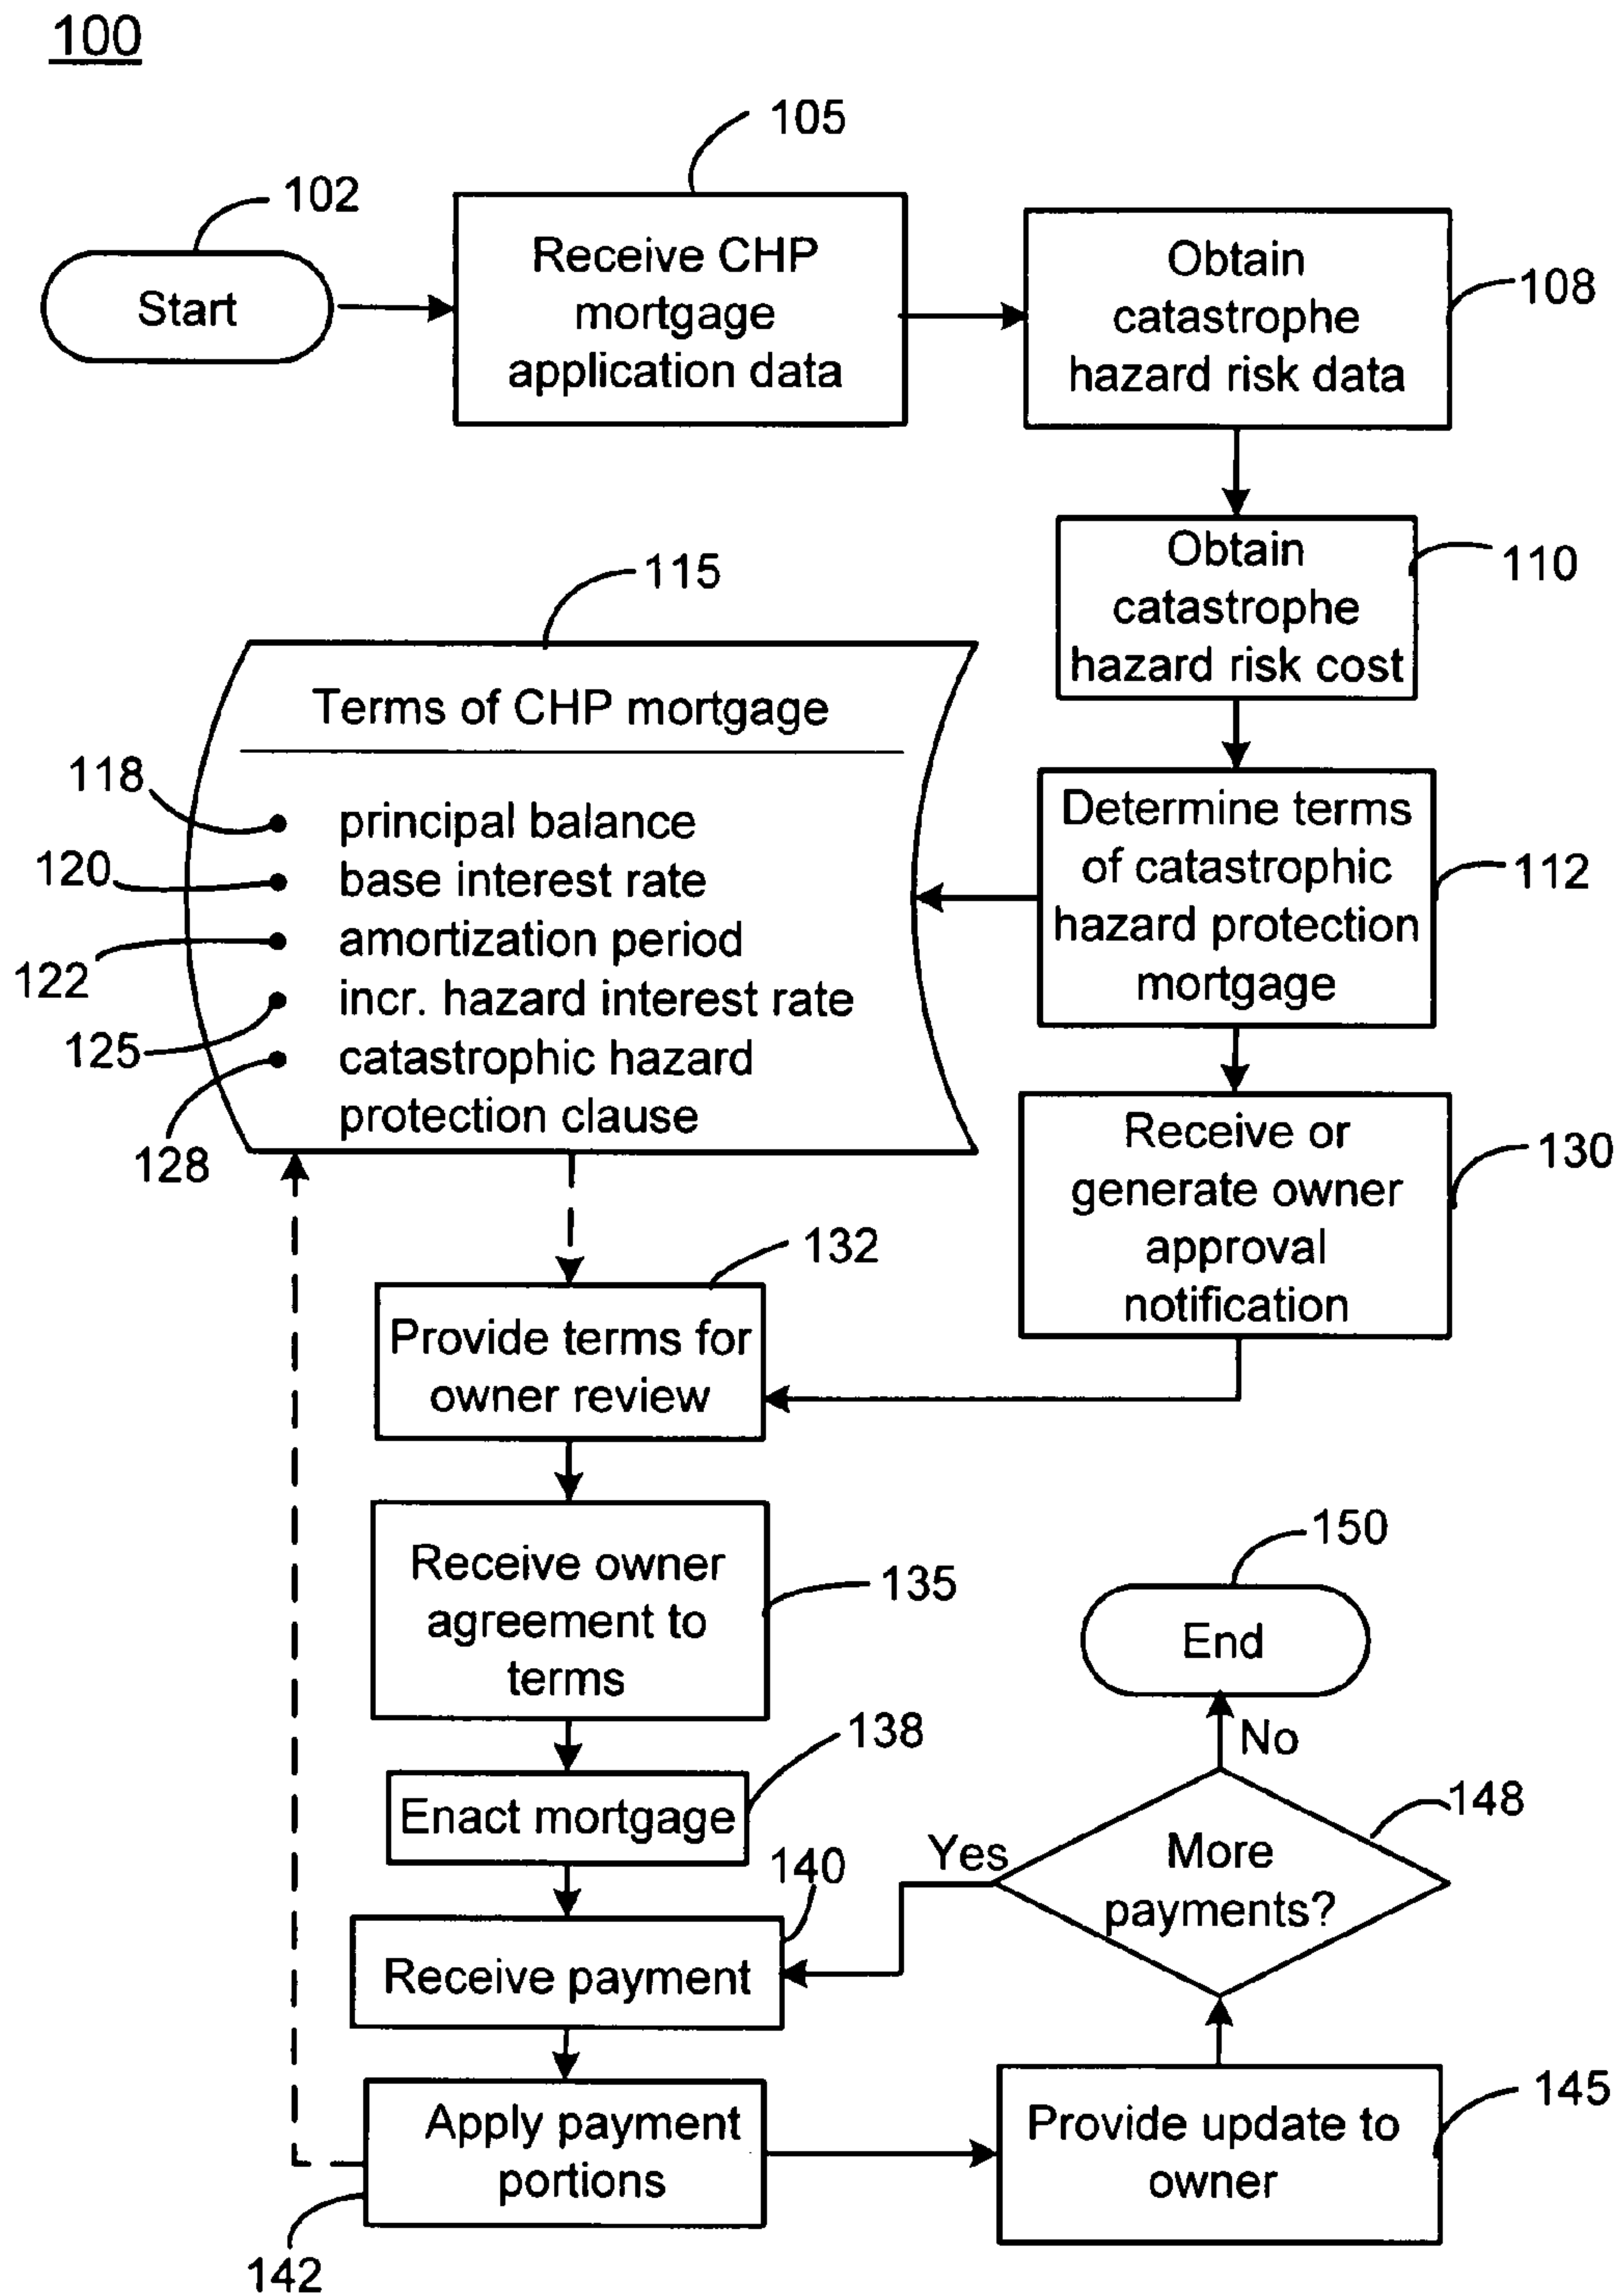 100
105
102
Start
Receive CHP
mortgage
application data
Obtain
catastrophe
hazard risk data
108
Obtain
catastrophe
hazard risk cost
110
115
Terms of CHP mortgage
118
principal balance
120
base interest rate
122
amortization period
125
incr. hazard interest rate
128
catastrophic hazard
protection clause
Determine terms
of catastrophic
hazard protection
mortgage
112
Receive or
generate owner
approval
notification
130
132
Provide terms for
owner review
Receive owner
agreement to
terms
135
150
End
138
Enact mortgage
No
148
More
payments?
Yes
140
Receive payment
Apply payment
portions
142
Provide update to
owner
145